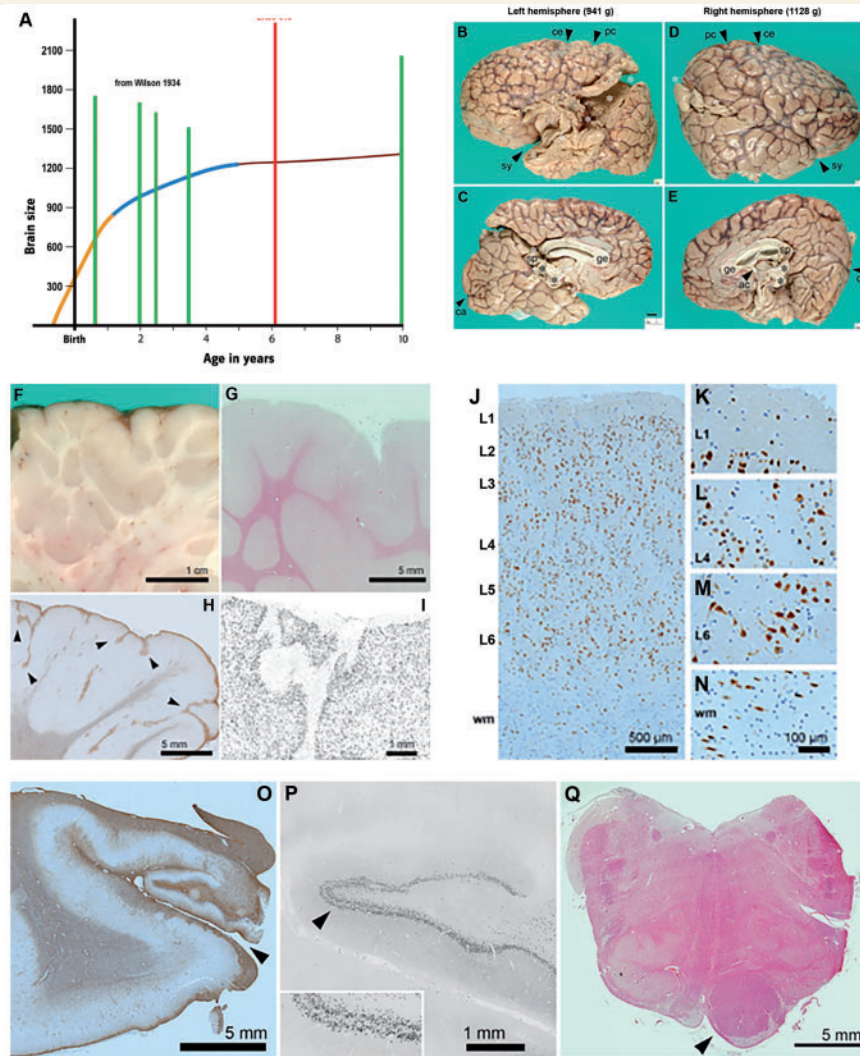 A
2100
1800
1500
1200
900
600
300
Brain size
from Wilson 1934
Birth
2
4
6
8
10
Age in years
Left hemisphere (941 g)
Right hemisphere (1128 g)
B
ce
pc
sy
D
pc
ce
sy
C
sp
ge
ca
E
ge
sp
ac
F
1 cm
G
5 mm
H
5 mm
I
1 mm
J
L1
L2
L3
L4
L5
L6
wm
500 µm
K
L1
L
L4
M
L6
N
wm
100 µm
O
5 mm
P
1 mm
Q
5 mm